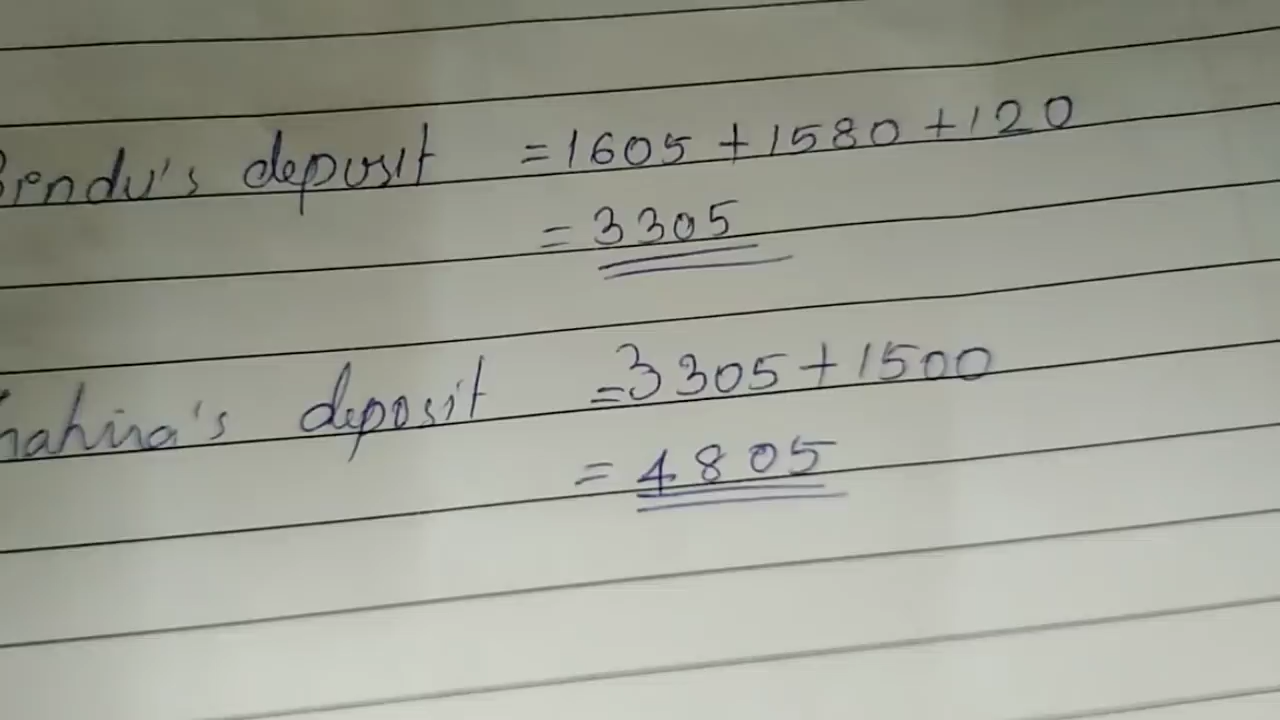 deposit = 1605 + 1580 + 120
= 3305
deposit = 3305 + 1500
= 4805